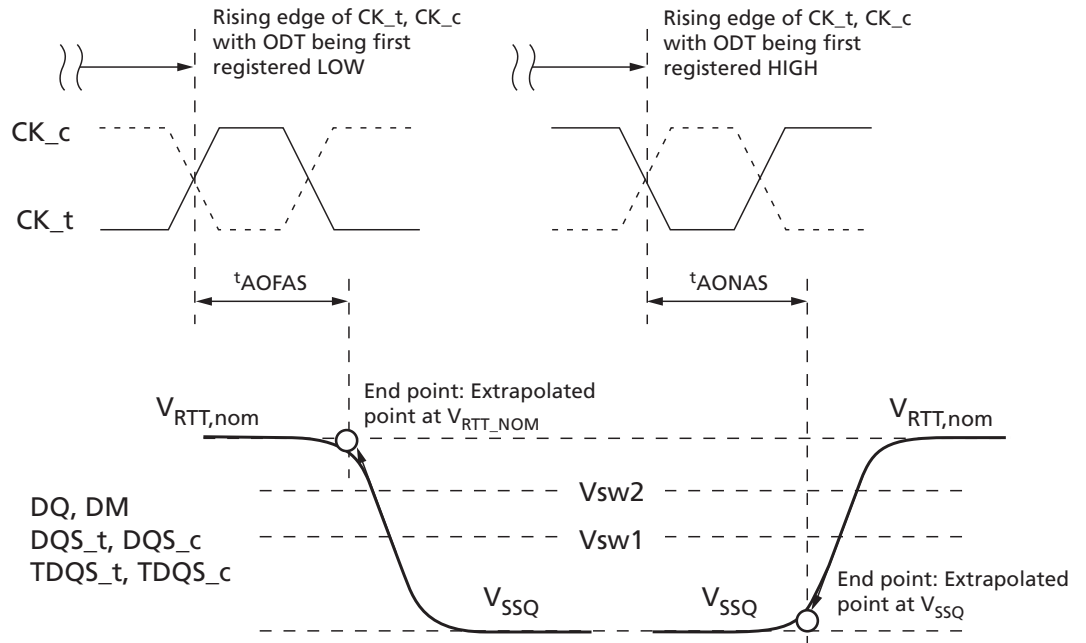 Rising edge of CK_t, CK_c
with ODT being first
registered LOW
Rising edge of CK_t, CK_c
with ODT being first
registered HIGH
CK_c
CK_t
tAOFAS
tAONAS
End point: Extrapolated
point at VRTT_NOM
VRTT,nom
VRTT,nom
Vsw2
Vsw1
DQ, DM
DQS_t, DQS_c
TDQS_t, TDQS_c
VSSQ
VSSQ
End point: Extrapolated
point at VSSQ